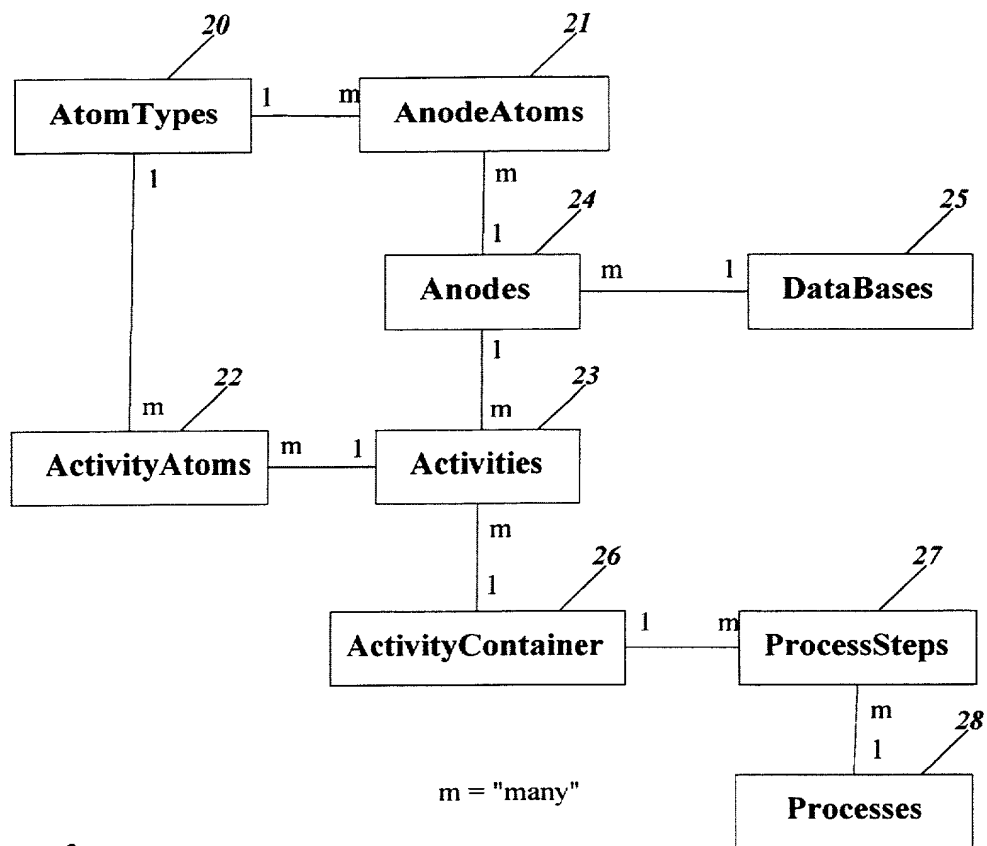 20
21
AtomTypes
1
m
AnodeAtoms
1
m
24
25
1
Anodes
m
1
DataBases
1
22
23
m
m
ActivityAtoms
m
1
Activities
m
26
27
1
ActivityContainer
1
m
ProcessSteps
m
28
1
m = "many"
Processes